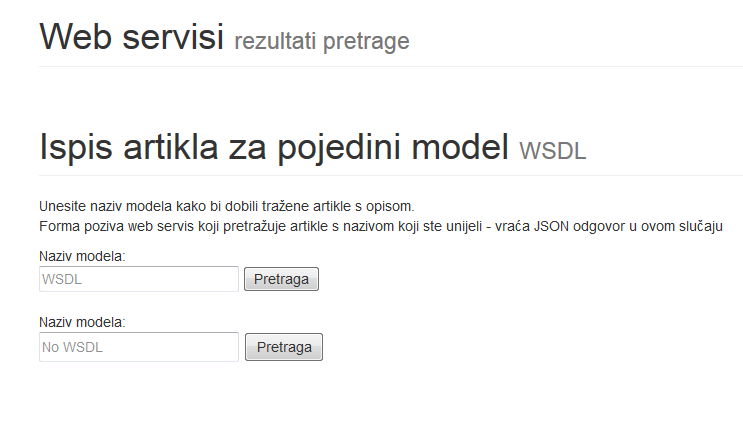 Web servisi rezultati pretrage
Ispis artikla za pojedini model WSDL
Unesite naziv modela kako bi dobili tražene artikle s opisom.
Forma poziva web servis koji pretražuje artikle s nazivom koji ste unijeli - vraća JSON odgovor u ovom slučaju
Naziv modela:
WSDL Pretraga
Naziv modela:
No WSDL Pretraga